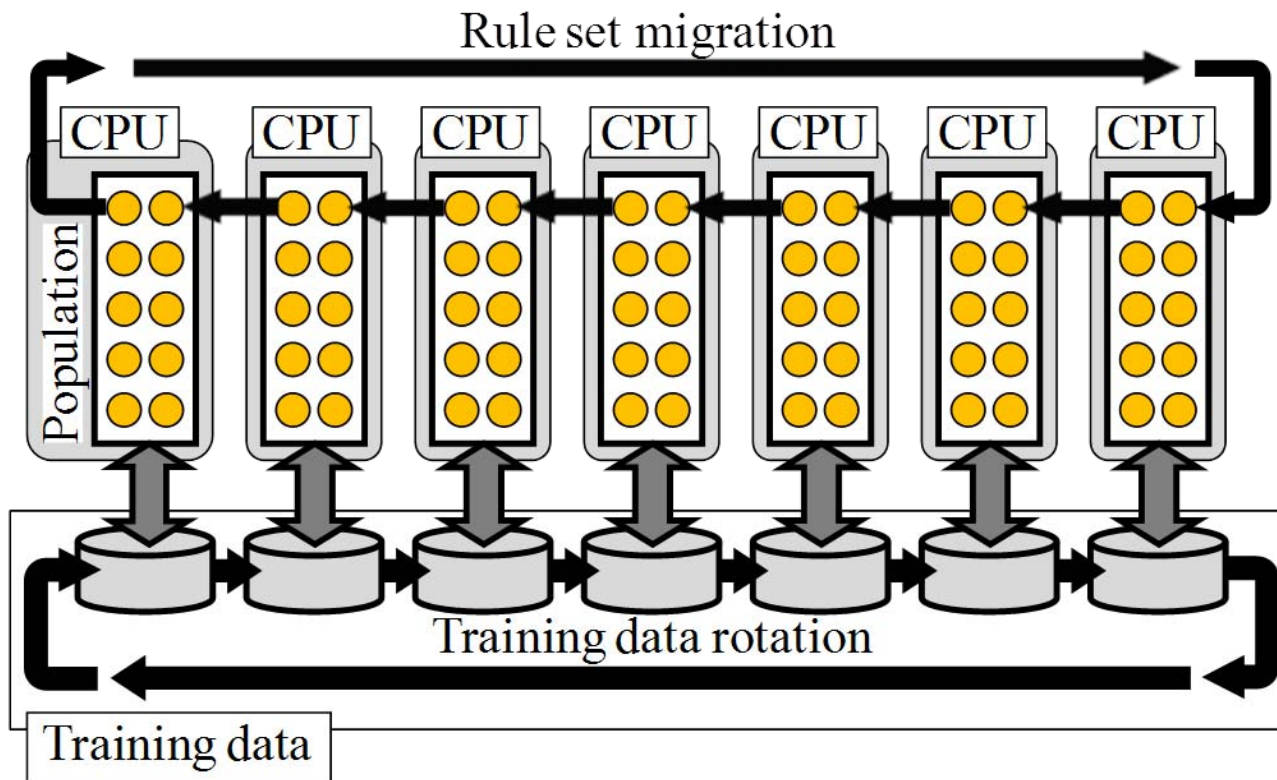 Rule set migration
CPU
CPU
CPU
CPU
CPU
CPU
CPU
Population
Training data rotation
Training data